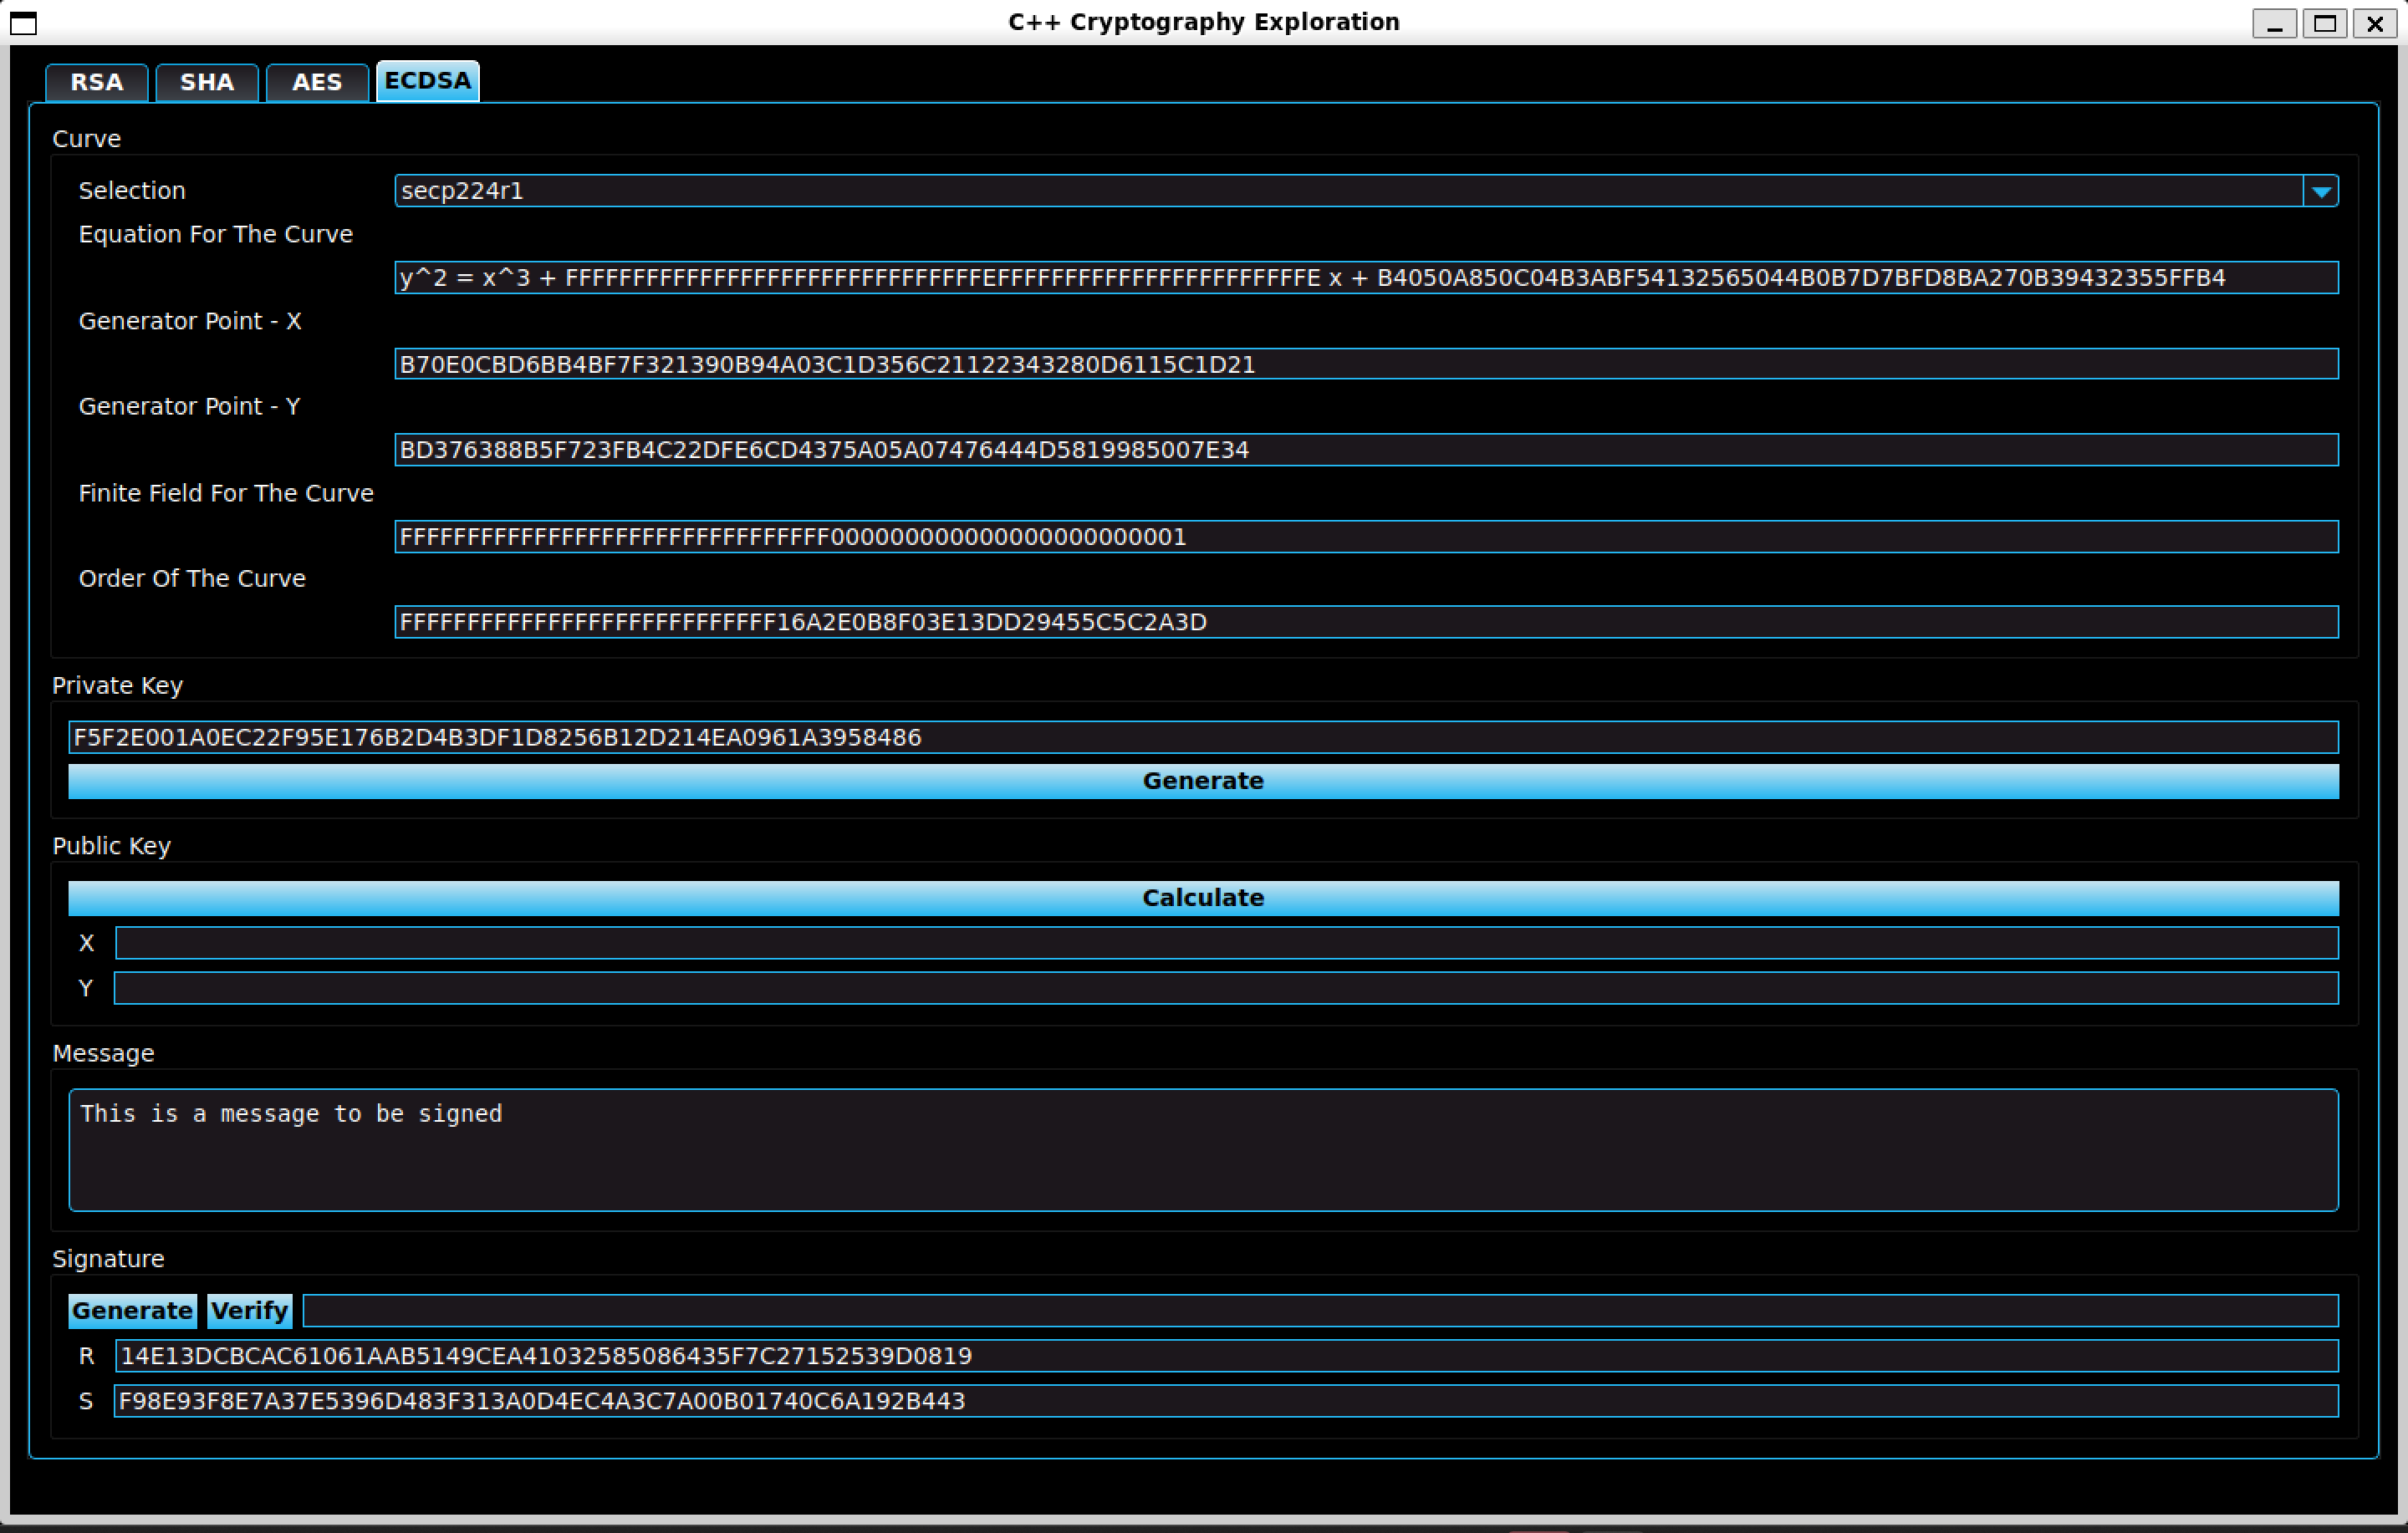 C++ Cryptography Exploration
RSA
SHA
AES
ECDSA
Curve
Selection
secp224r1
Equation For The Curve
y^2 = x^3 + FFFFFFFFFFFFFFFFFFFFFFFFFFFFFFFEFFFFFFFFFFFFFFFFFFFFFFFE x + B4050A850C04B3ABF54132565044B0B7D7BFD8BA270B39432355FFB4
Generator Point - X
B70E0CBD6BB4BF7F321390B94A03C1D356C21122343280D6115C1D21
Generator Point - Y
BD376388B5F723FB4C22DFE6CD4375A05A07476444D5819985007E34
Finite Field For The Curve
FFFFFFFFFFFFFFFFFFFFFFFFFFFFFFFF000000000000000000000001
Order Of The Curve
FFFFFFFFFFFFFFFFFFFFFFFFFFFF16A2E0B8F03E13DD29455C5C2A3D
Private Key
F5F2E001A0EC22F95E176B2D4B3DF1D8256B12D214EA0961A3958486
Generate
Public Key
Calculate
X
Y
Message
This is a message to be signed
Signature
Generate
Verify
R
14E13DCBCAC61061AAB5149CEA41032585086435F7C27152539D0819
S
F98E93F8E7A37E5396D483F313A0D4EC4A3C7A00B01740C6A192B443